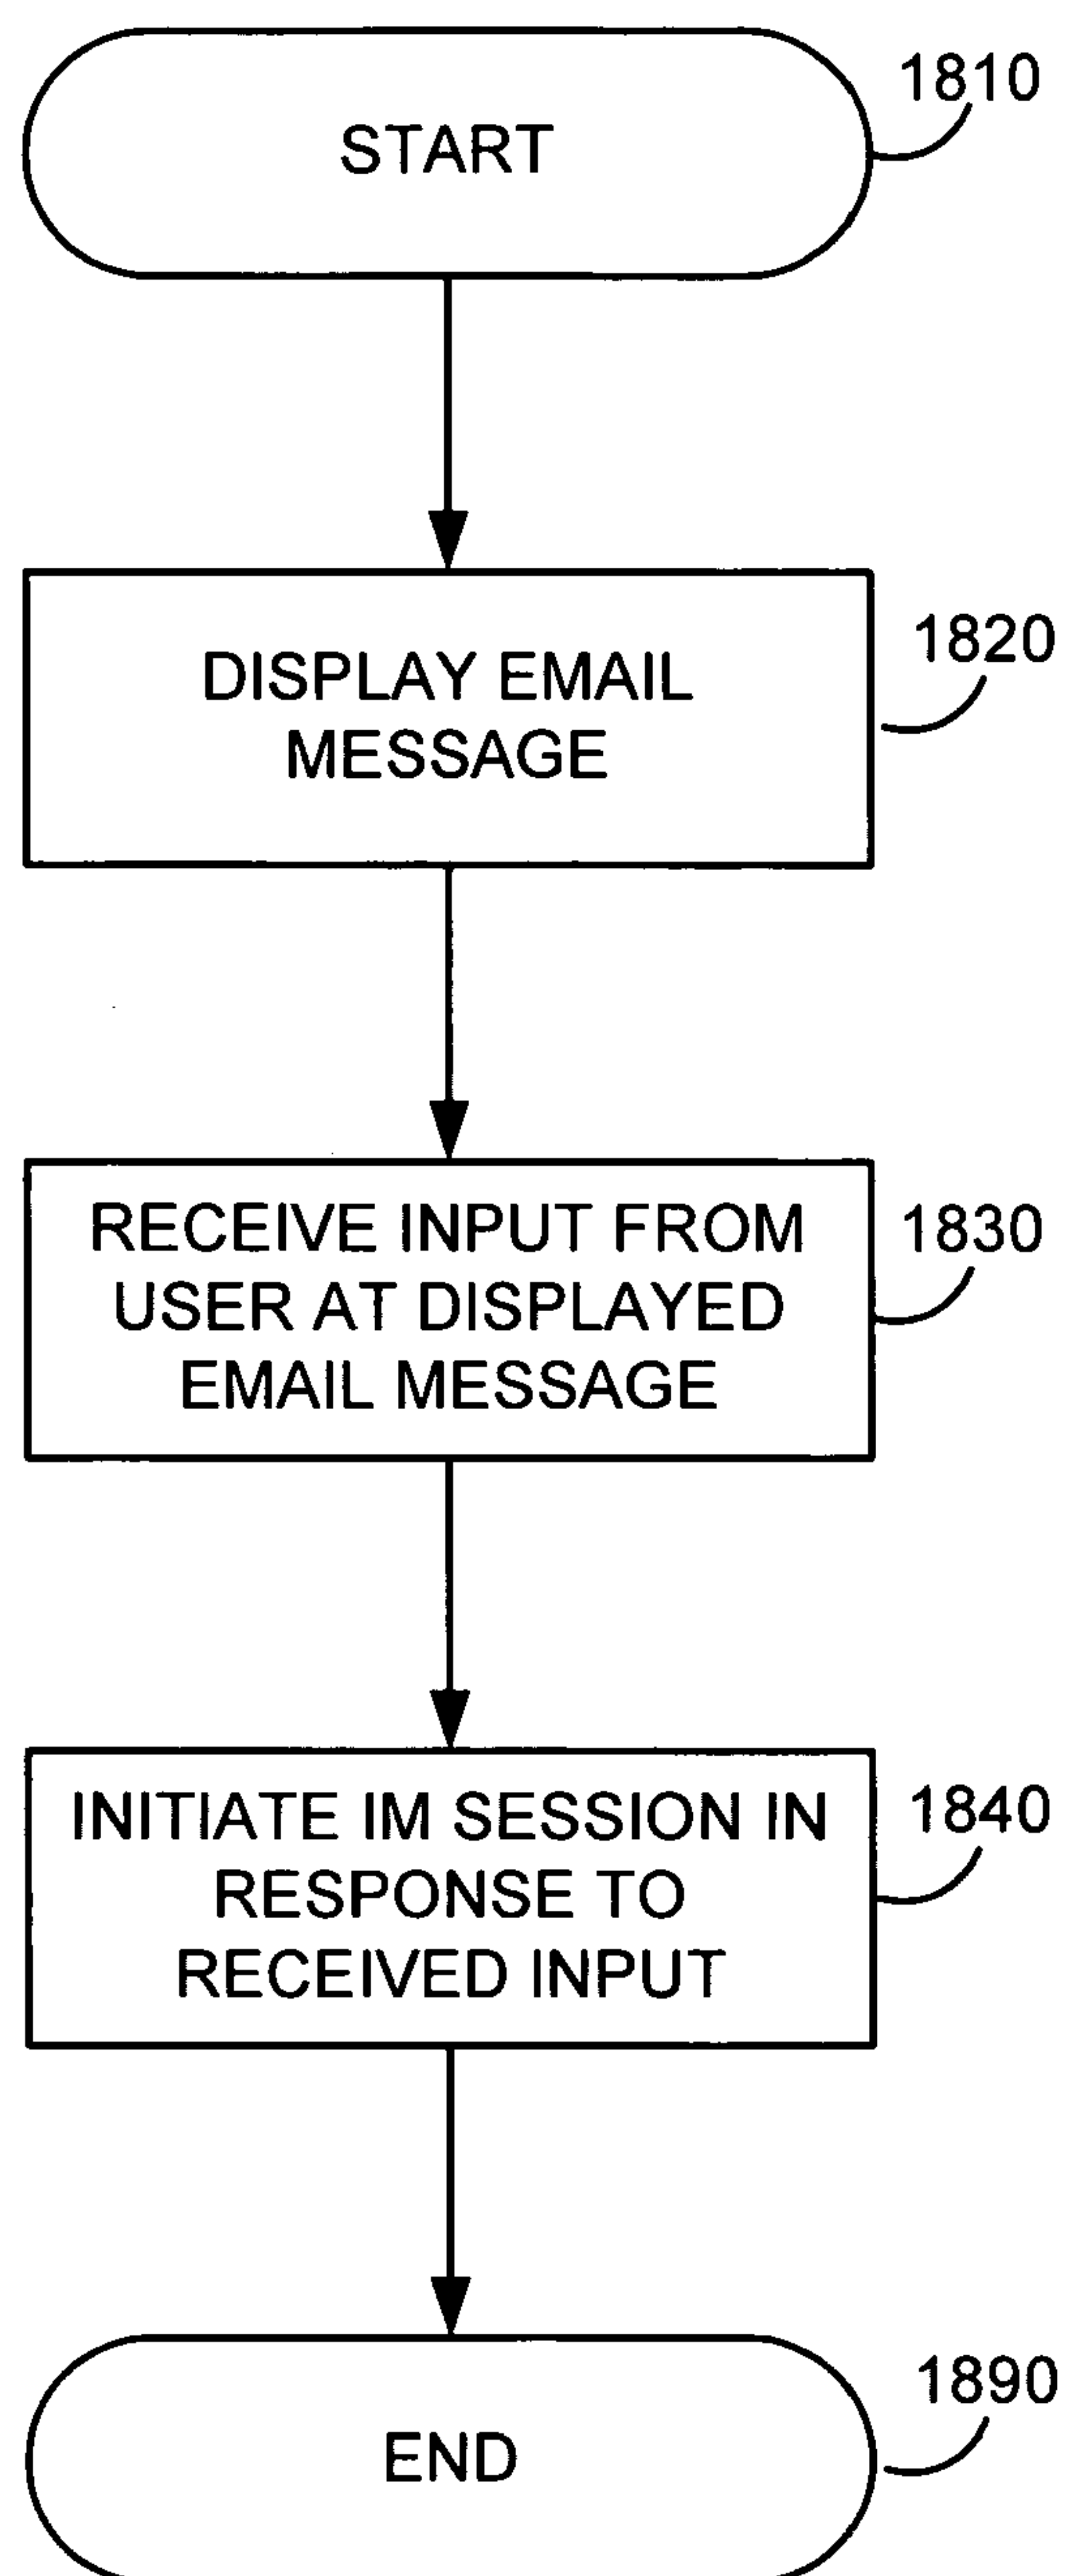 START
1810
DISPLAY EMAIL
MESSAGE
1820
RECEIVE INPUT FROM
USER AT DISPLAYED
EMAIL MESSAGE
1830
INITIATE IM SESSION IN
RESPONSE TO
RECEIVED INPUT
1840
END
1890